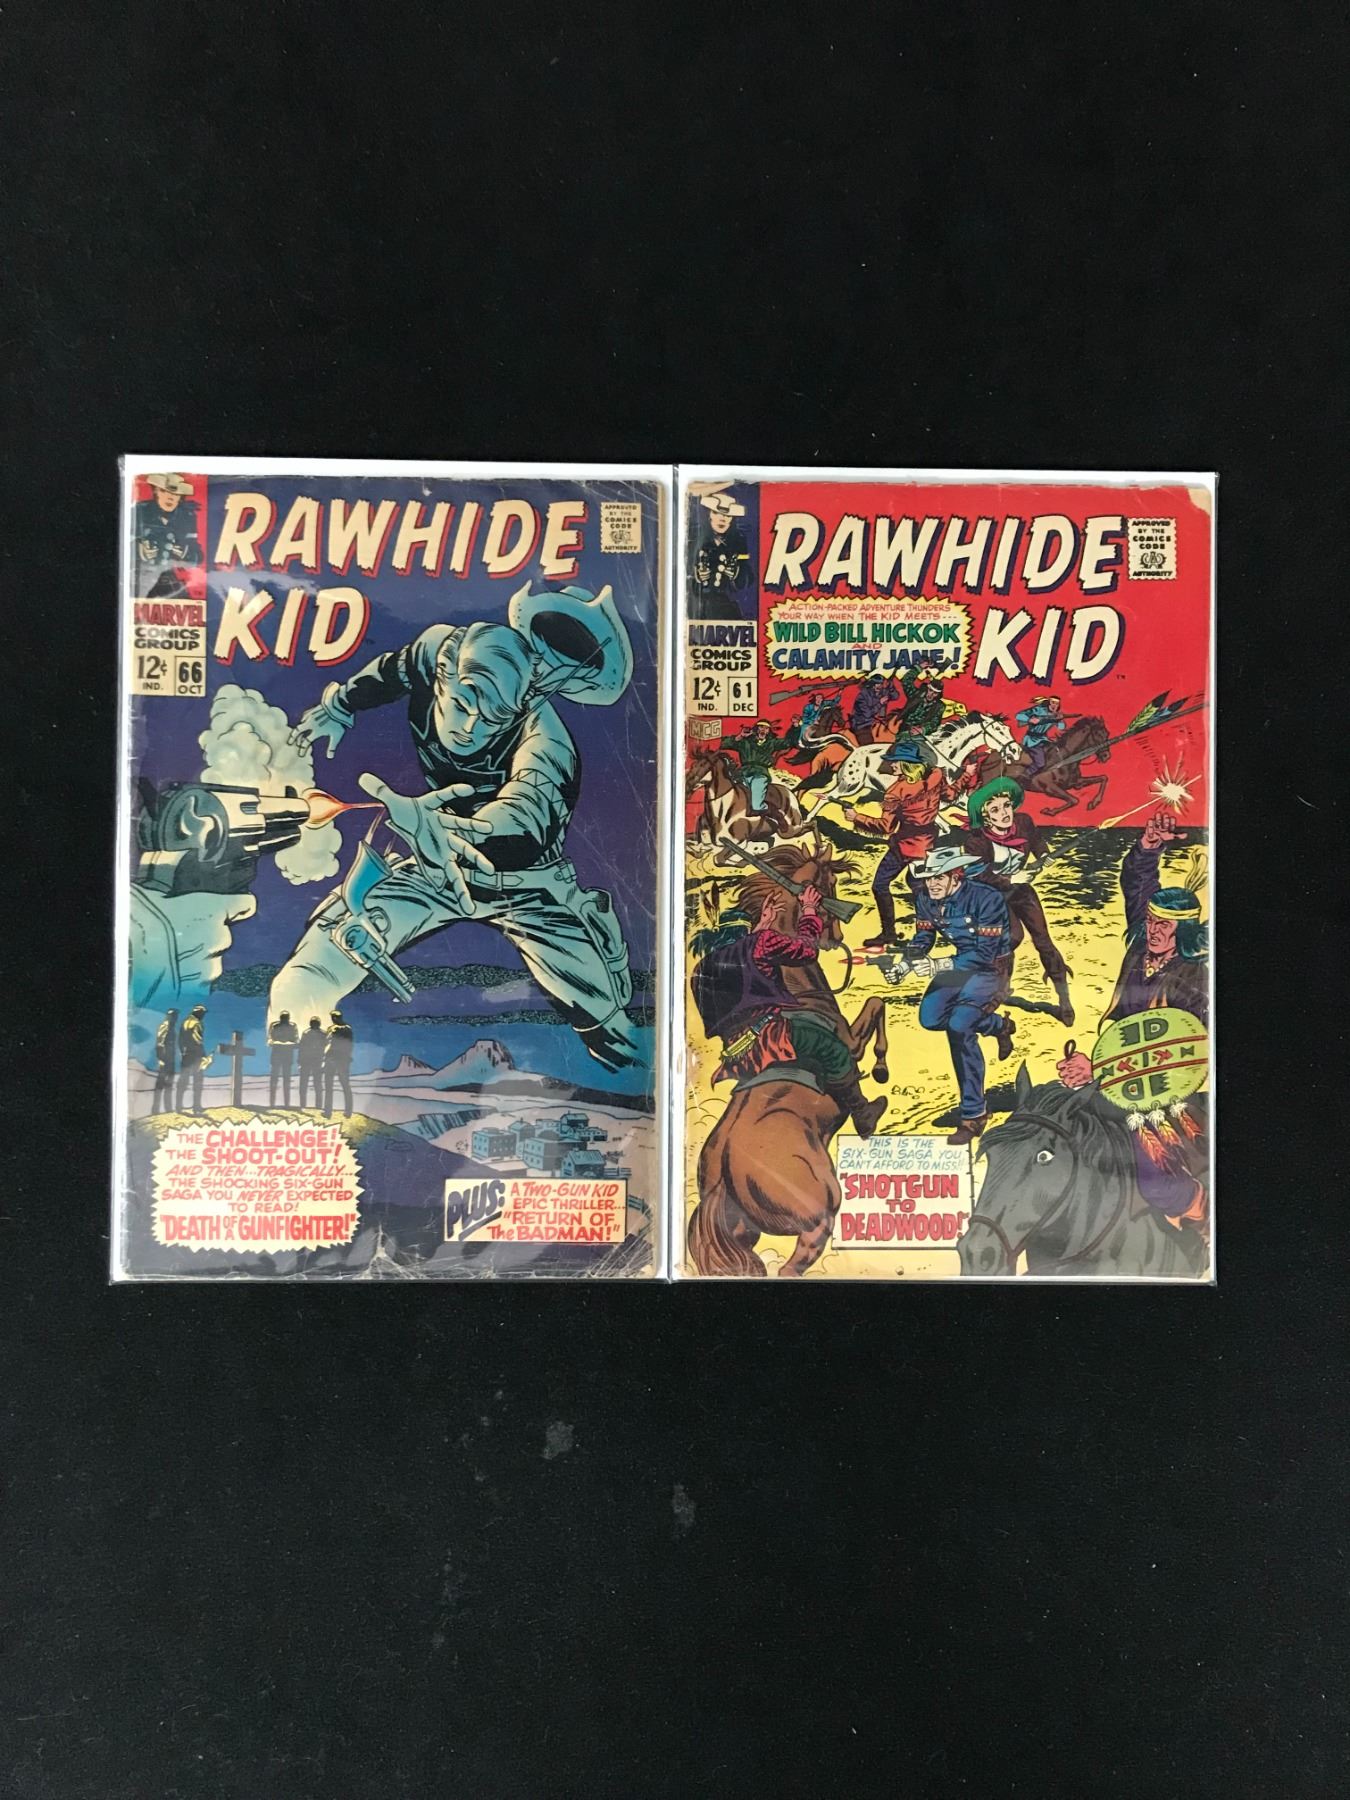 RAWHIDE
KID™
APPROVED
BY THE
COMICS
CODE
AUTHORITY
MARVEL
COMICS
GROUP
12¢
IND.
66
OCT
THE CHALLENGE!
THE SHOOT-OUT!
AND THEN...TRAGICALLY...
THE SHOCKING SIX-GUN
SAGA YOU NEVER EXPECTED
TO READ!
"DEATH OF A GUNFIGHTER!"
PLUS:
A TWO-GUN KID
EPIC THRILLER...
"RETURN OF
The BADMAN!"
RAWHIDE
KID™
APPROVED
BY THE
COMICS
CODE
AUTHORITY
ACTION-PACKED ADVENTURE THUNDERS
YOUR WAY WHEN THE KID MEETS...
WILD BILL HICKOK
AND
CALAMITY JANE!
MARVEL
COMICS
GROUP
12¢
IND.
61
DEC
MCG
THIS IS THE
SIX-GUN SAGA YOU
CAN'T AFFORD TO MISS!!
"SHOTGUN
TO
DEADWOOD!"